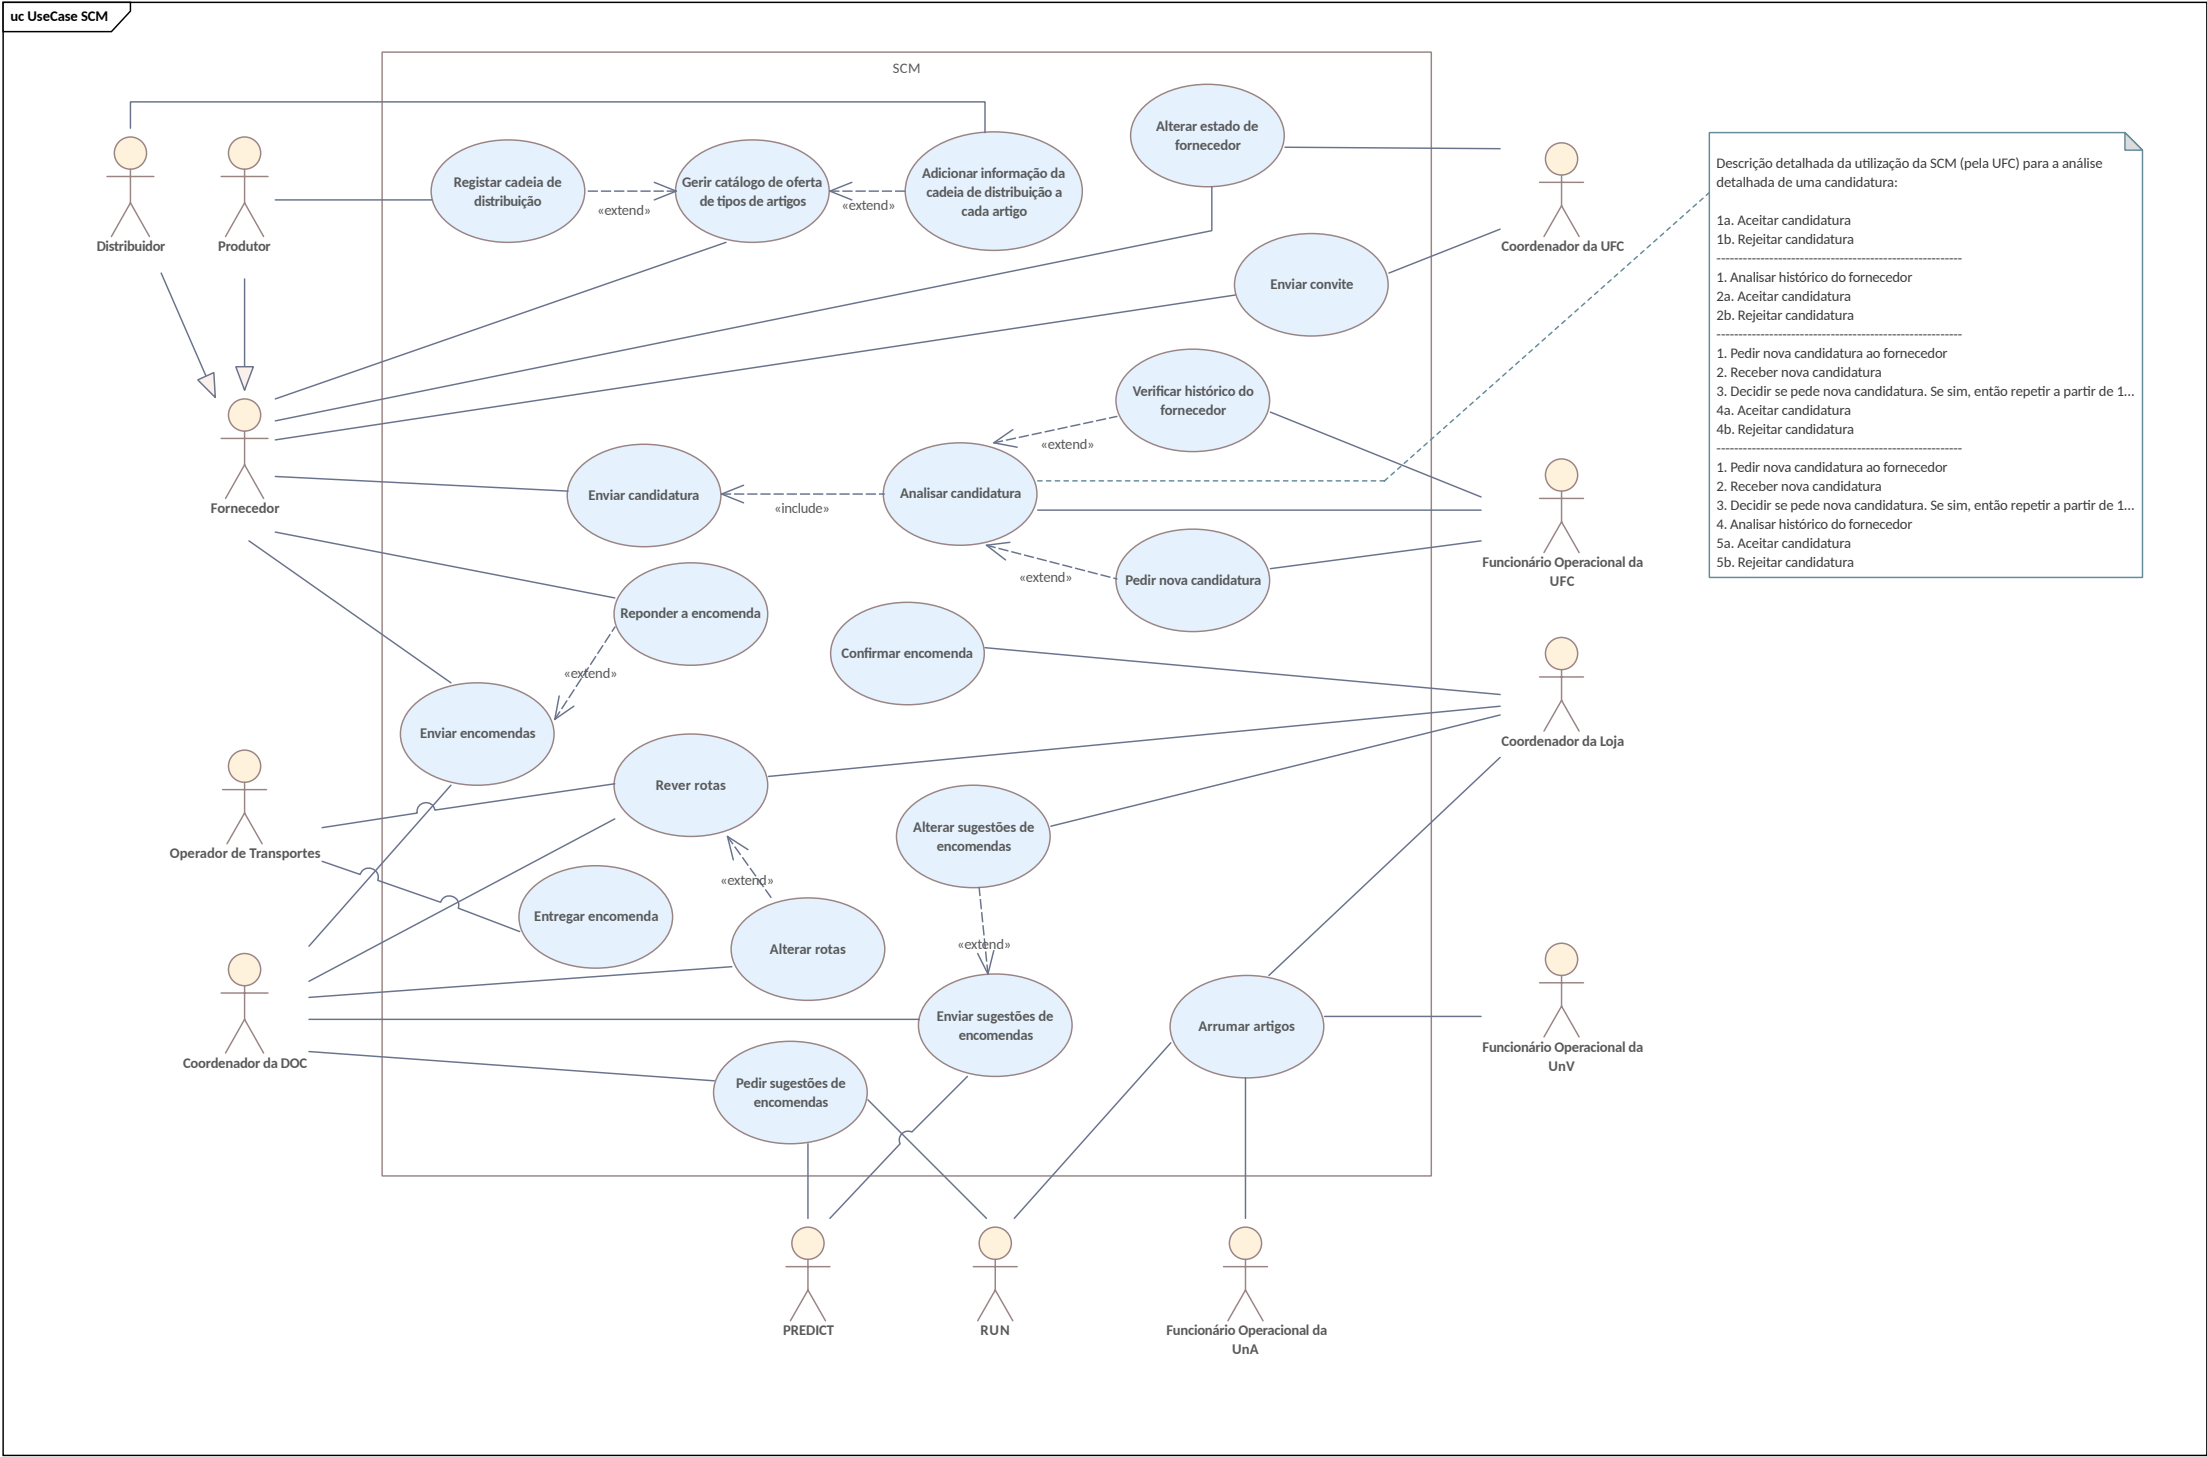 uc UseCase SCM
SCM
Alterar estado de
fornecedor
Registar cadeia de
distribuição
«extend»
Gerir catálogo de oferta
de tipos de artigos
«extend»
Adicionar informação da
cadeia de distribuição a
cada artigo
Distribuidor
Produtor
Coordenador da UFC
Enviar convite
Descrição detalhada da utilização da SCM (pela UFC) para a análise
detalhada de uma candidatura:
1a. Aceitar candidatura
1b. Rejeitar candidatura
---------------------------------------------------------
1. Analisar histórico do fornecedor
2a. Aceitar candidatura
2b. Rejeitar candidatura
---------------------------------------------------------
1. Pedir nova candidatura ao fornecedor
2. Receber nova candidatura
3. Decidir se pede nova candidatura. Se sim, então repetir a partir de 1...
4a. Aceitar candidatura
4b. Rejeitar candidatura
---------------------------------------------------------
1. Pedir nova candidatura ao fornecedor
2. Receber nova candidatura
3. Decidir se pede nova candidatura. Se sim, então repetir a partir de 1...
4. Analisar histórico do fornecedor
5a. Aceitar candidatura
5b. Rejeitar candidatura
Verificar histórico do
fornecedor
«extend»
Fornecedor
Enviar candidatura
«include»
Analisar candidatura
«extend»
Pedir nova candidatura
Funcionário Operacional da
UFC
Reponder a encomenda
«extend»
Confirmar encomenda
Enviar encomendas
Coordenador da Loja
Rever rotas
Operador de Transportes
«extend»
Alterar sugestões de
encomendas
Entregar encomenda
Alterar rotas
«extend»
Coordenador da DOC
Enviar sugestões de
encomendas
Arrumar artigos
Funcionário Operacional da
UnV
Pedir sugestões de
encomendas
PREDICT
RUN
Funcionário Operacional da
UnA